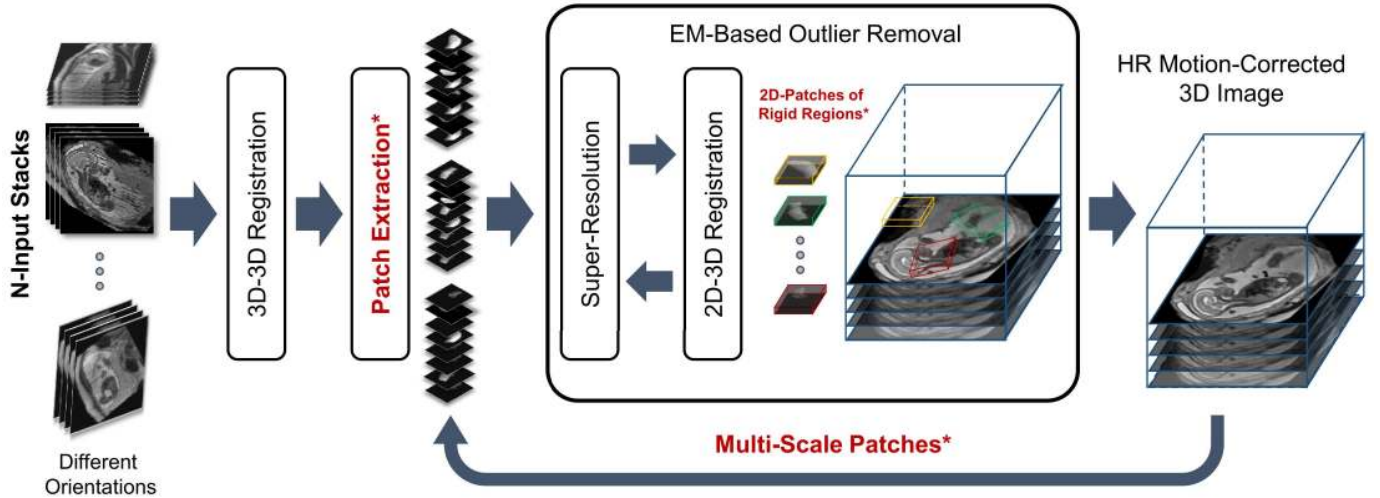 N-Input Stacks
Different
Orientations
3D-3D Registration
Patch Extraction*
EM-Based Outlier Removal
Super-Resolution
2D-3D Registration
2D-Patches of
Rigid Regions*
HR Motion-Corrected
3D Image
Multi-Scale Patches*